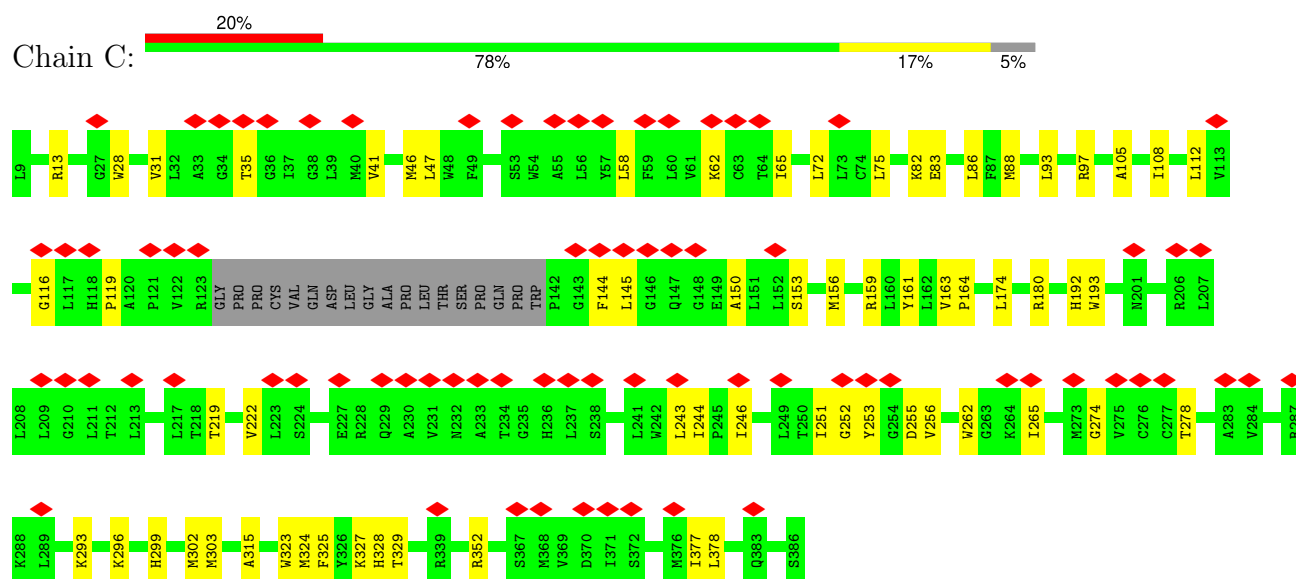 20%
Chain C:
78% 17% 5%
L9 R13 G27 W28 V31 L32 A33 G34 T35 G36 I37 G38 L39 M40 V41 M46 L47 W48 F49 S53 W54 A55 L56 Y57 L58 F59 L60 V61 K62 C63 T64 I65 L72 L73 C74 L75 K82 E83 L86 F87 M88 L93 R97 A105 I108 L112 V113
G116 L117 H118 P119 A120 P121 V122 R123 GLY PRO PRO CYS VAL GLN ASP LEU GLY ALA PRO LEU THR SER PRO GLN PRO TRP P142 G143 F144 L145 G146 Q147 G148 E149 A150 L151 L152 S153 M156 R159 L160 Y161 L162 V163 P164 L174 R180 H192 W193 N201 R206 L207
L208 L209 G210 L211 T212 L213 L217 T218 T219 V222 L223 S224 E227 R228 Q229 A230 V231 N232 A233 T234 G235 H236 L237 S238 L241 W242 L243 I244 P245 I246 L249 T250 I251 G252 Y253 G254 D255 V256 W262 G263 K264 I265 M273 G274 V275 C276 C277 T278 A283 V284 R287
K288 L289 K293 K296 H299 M302 M303 A315 W323 M324 F325 Y326 K327 H328 T329 R339 R352 S367 M368 V369 D370 I371 S372 M376 I377 L378 Q383 S386